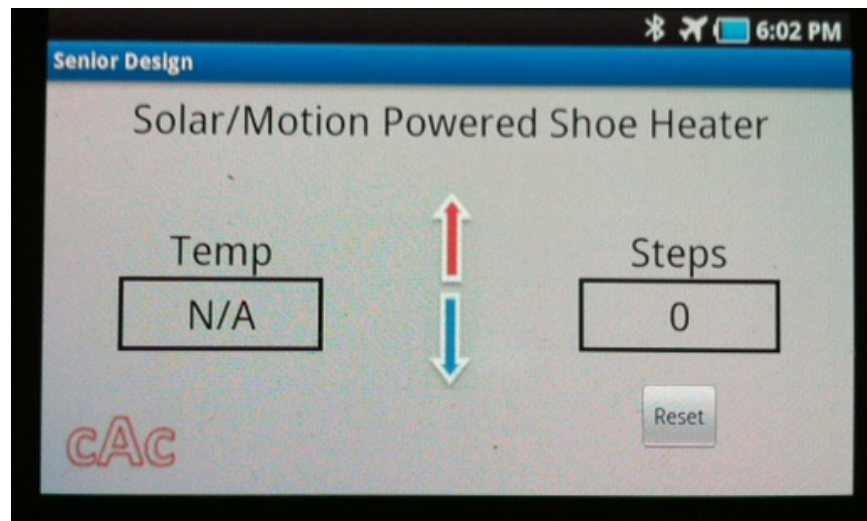 6:02 PM
Senior Design
Solar/Motion Powered Shoe Heater
Temp
N/A
Steps
0
Reset
cAc